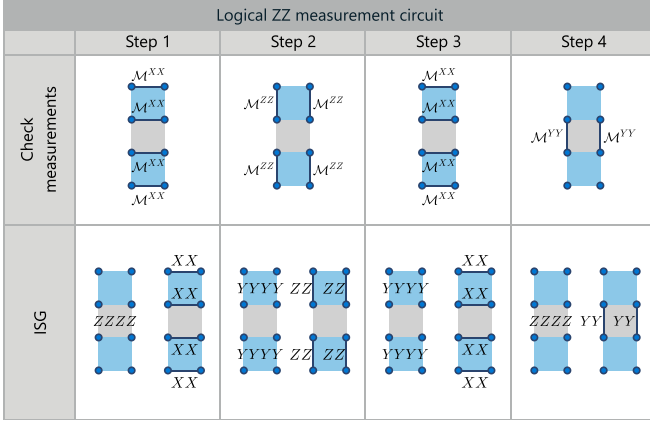 Logical ZZ measurement circuit
Step 1 Step 2 Step 3 Step 4
Check measurements
M^{XX} M^{XX}
M^{XX} M^{ZZ} M^{ZZ} M^{XX}
M^{YY} M^{YY}
M^{XX} M^{ZZ} M^{ZZ} M^{XX}
M^{XX} M^{XX}
ISG
XX XX
XX YYYY ZZ ZZ YYYY XX
ZZZZ ZZZZ YY YY
XX YYYY ZZ ZZ YYYY XX
XX XX